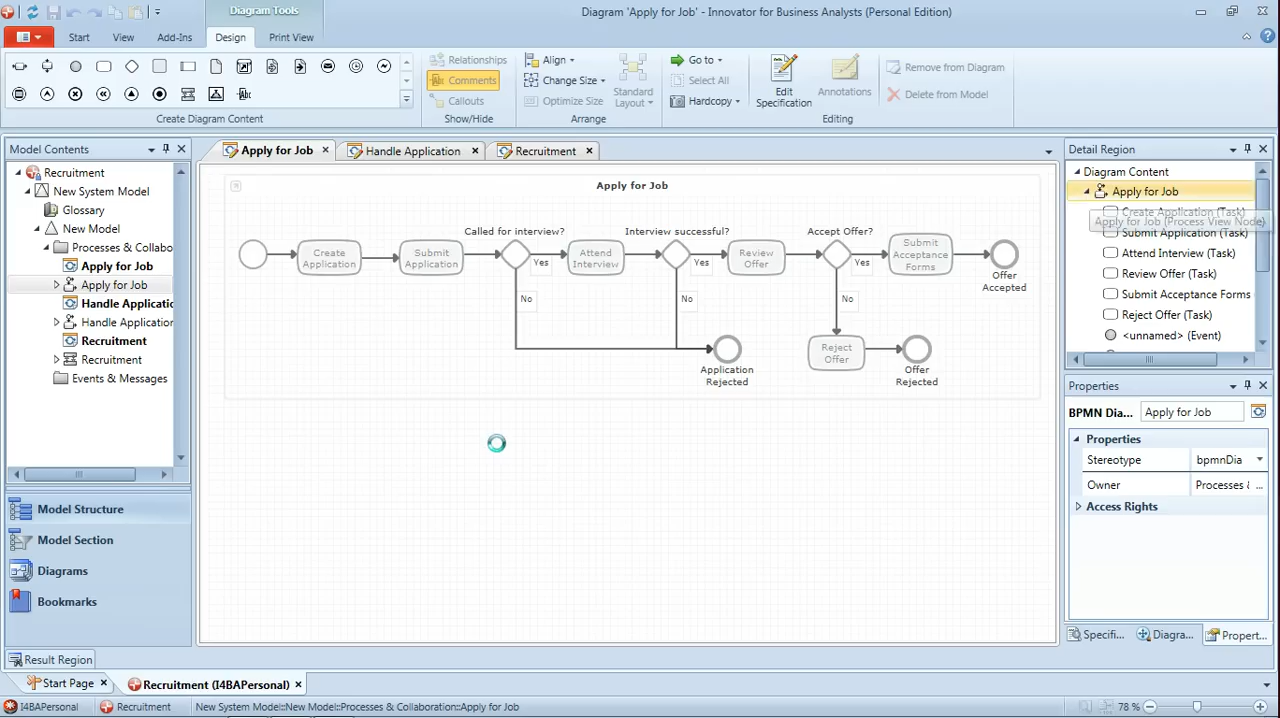 Diagram Tools
Diagram 'Apply for Job' - Innovator for Business Analysts (Personal Edition)
Start
View
Add-Ins
Design
Print View
Create Diagram Content
Relationships
Comments
Callouts
Show/Hide
Align
Change Size
Optimize Size
Standard
Layout
Arrange
Go to
Select All
Hardcopy
Edit
Specification
Annotations
Remove from Diagram
Delete from Model
Editing
Model Contents
Recruitment
New System Model
Glossary
New Model
Processes & Collabo
Apply for Job
Apply for Job
Handle Applicatic
Handle Application
Recruitment
Recruitment
Events & Messages
Model Structure
Model Section
Diagrams
Bookmarks
Result Region
Apply for Job
Handle Application
Recruitment
Apply for Job
Create
Application
Submit
Application
Called for interview?
Yes
No
Attend
Interview
Interview successful?
Yes
No
Review
Offer
Accept Offer?
Yes
No
Submit
Acceptance
Forms
Offer
Accepted
Application
Rejected
Reject
Offer
Offer
Rejected
Detail Region
Diagram Content
Apply for Job
Create Application (Task)
Apply for Job (Process View Node)
Submit Application (Task)
Attend Interview (Task)
Review Offer (Task)
Submit Acceptance Forms
Reject Offer (Task)
<unnamed> (Event)
Properties
BPMN Dia...
Apply for Job
Properties
Stereotype
bpmnDia
Owner
Processes & ...
Access Rights
Specifi...
Diagra...
Propert...
Start Page
Recruitment (I4BAPersonal)
I4BAPersonal
Recruitment
New System Model::New Model::Processes & Collaboration::Apply for Job
78 %